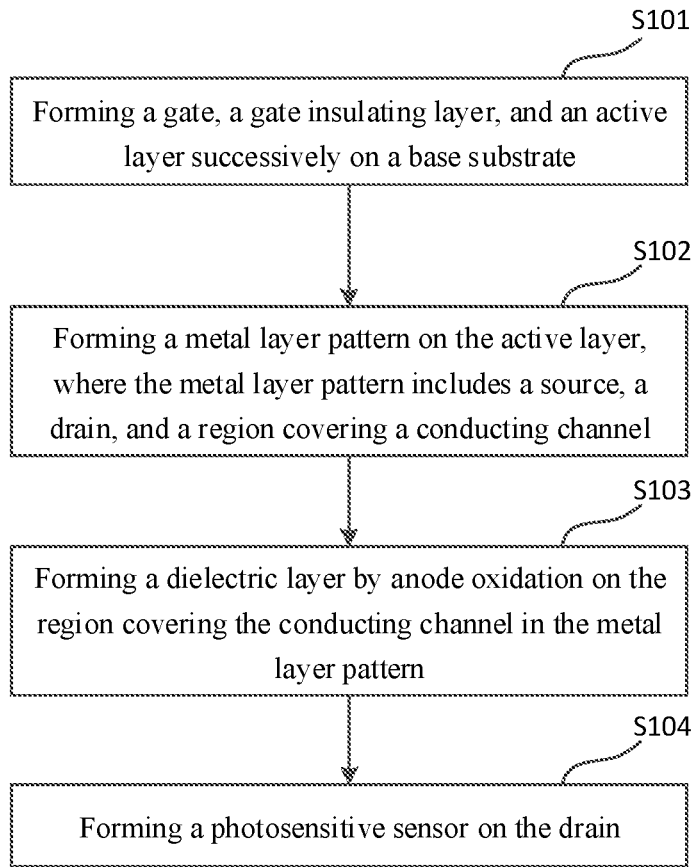 S101
Forming a gate, a gate insulating layer, and an active
layer successively on a base substrate
S102
Forming a metal layer pattern on the active layer,
where the metal layer pattern includes a source, a
drain, and a region covering a conducting channel
S103
Forming a dielectric layer by anode oxidation on the
region covering the conducting channel in the metal
layer pattern
S104
Forming a photosensitive sensor on the drain